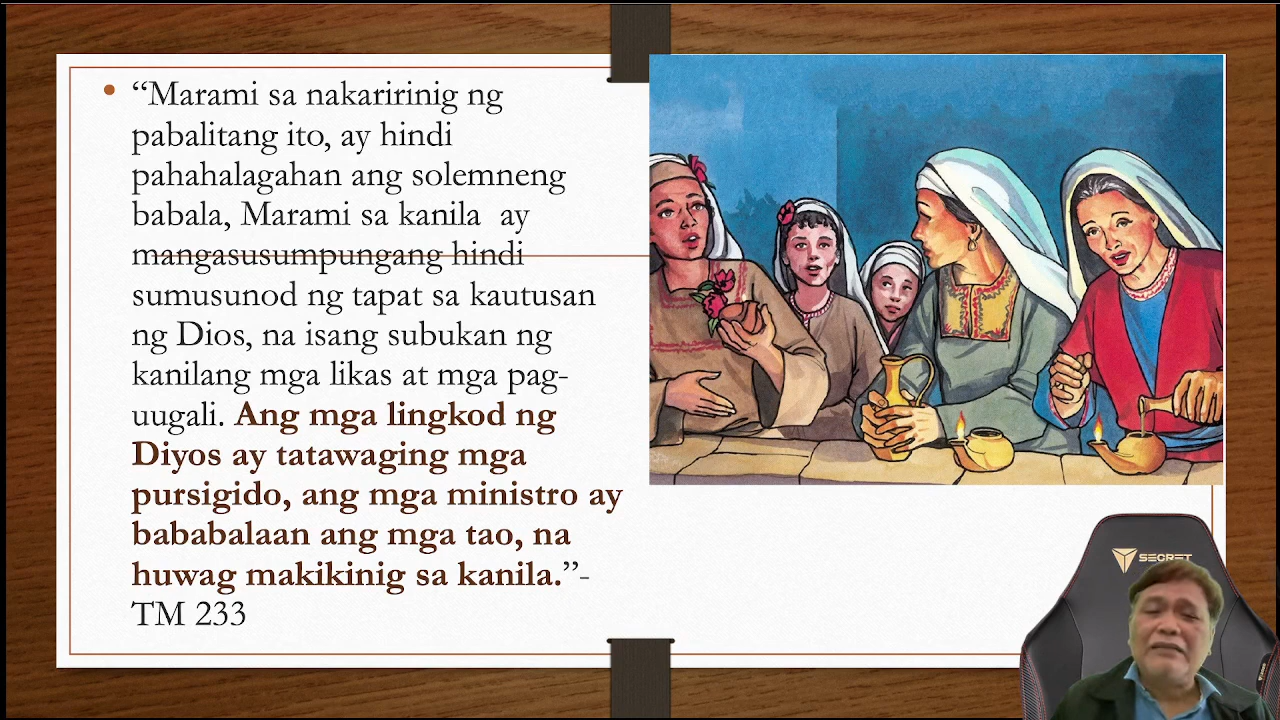 “Marami sa nakaririnig ng
pabalitang ito, ay hindi
pahahalagahan ang solemneng
babala, Marami sa kanila  ay
mangasusumpungang hindi
sumusunod ng tapat sa kautusan
ng Dios, na isang subukan ng
kanilang mga likas at mga pag-
uugali. Ang mga lingkod ng
Diyos ay tatawaging mga
pursigido, ang mga ministro ay
bababalaan ang mga tao, na
huwag makikinig sa kanila.”-
TM 233
SECRET